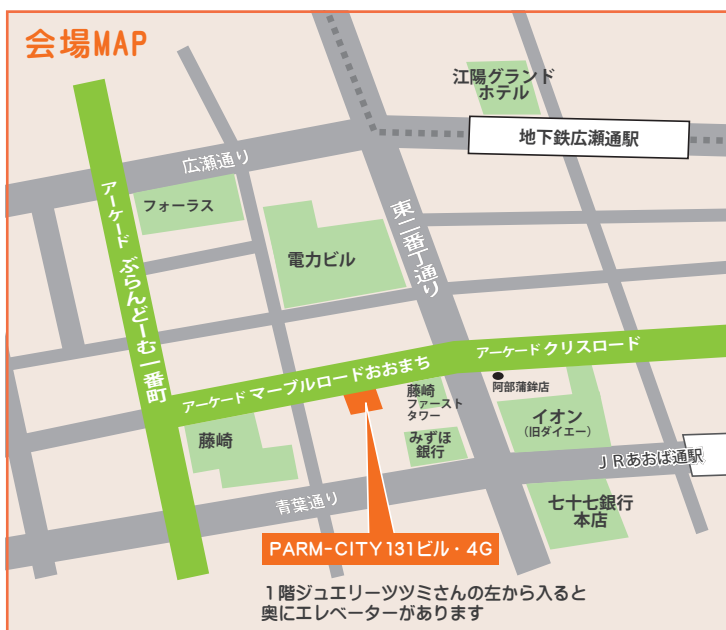 会場MAP
江陽グランド
ホテル
地下鉄広瀬通駅
広瀬通り
アーケード ぶらんどーむ一番町
フォーラス
東二番丁通り
電力ビル
アーケード マーブルロードおおまち
アーケード クリスロード
阿部蒲鉾店
藤崎
ファースト
タワー
イオン
（旧ダイエー）
藤崎
みずほ
銀行
ＪＲあおば通駅
青葉通り
七十七銀行
本店
PARM-CITY131ビル・4G
１階ジュエリーツツミさんの左から入ると
奥にエレベーターがあります